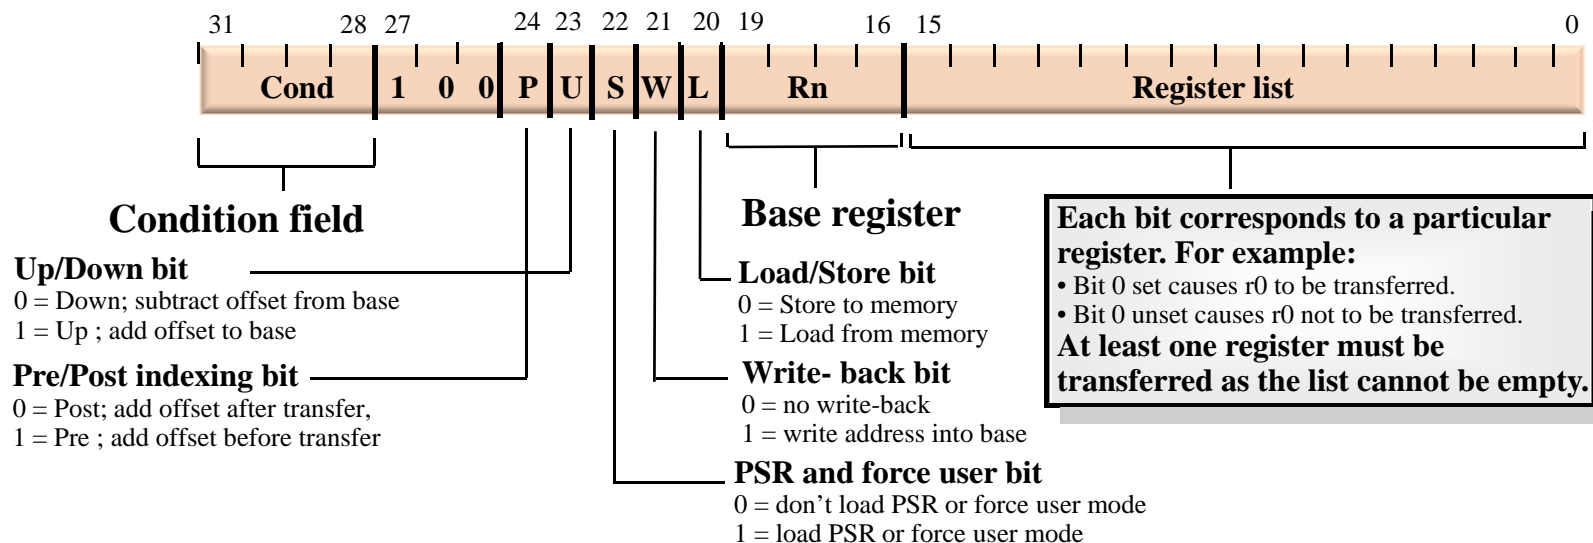 31 28 27 24 23 22 21 20 19 16 15 0
Cond 1 0 0 P U S W L Rn Register list
Condition field
Up/Down bit
0 = Down; subtract offset from base
1 = Up ; add offset to base
Pre/Post indexing bit
0 = Post; add offset after transfer,
1 = Pre ; add offset before transfer
Base register
Load/Store bit
0 = Store to memory
1 = Load from memory
Write- back bit
0 = no write-back
1 = write address into base
PSR and force user bit
0 = don't load PSR or force user mode
1 = load PSR or force user mode
Each bit corresponds to a particular
register. For example:
• Bit 0 set causes r0 to be transferred.
• Bit 0 unset causes r0 not to be transferred.
At least one register must be
transferred as the list cannot be empty.